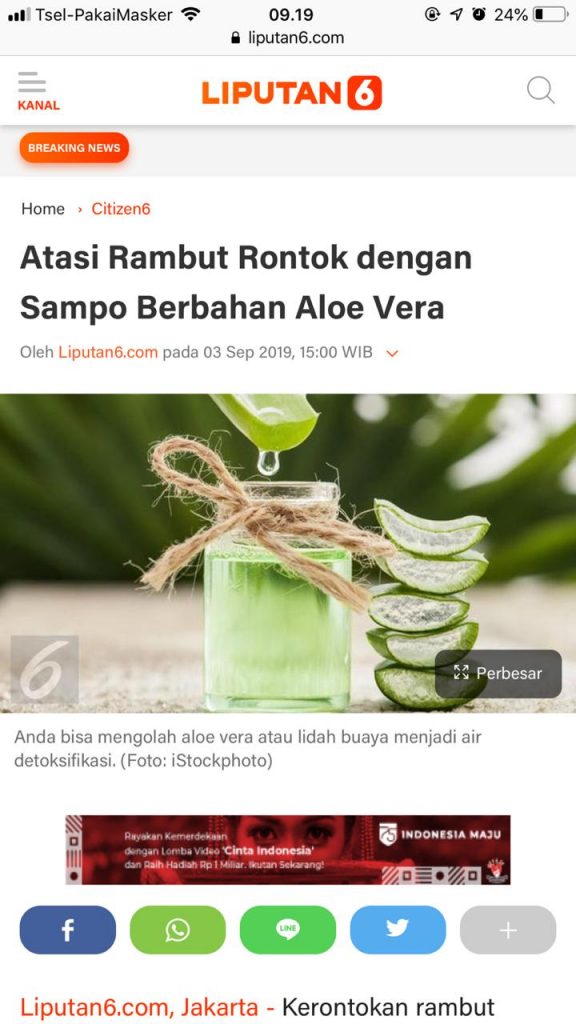 Tsel-PakaiMasker 09.19 24%
liputan6.com
KANAL
LIPUTAN 6
BREAKING NEWS
Home › Citizen6
Atasi Rambut Rontok dengan
Sampo Berbahan Aloe Vera
Oleh Liputan6.com pada 03 Sep 2019, 15:00 WIB
6
Perbesar
Anda bisa mengolah aloe vera atau lidah buaya menjadi air
detoksifikasi. (Foto: iStockphoto)
Rayakan Kemerdekaan
dengan Lomba Video 'Cinta Indonesia'
dan Raih Hadiah Rp 1 Miliar. Ikutan Sekarang!
75 INDONESIA MAJU
f LINE +
Liputan6.com, Jakarta - Kerontokan rambut